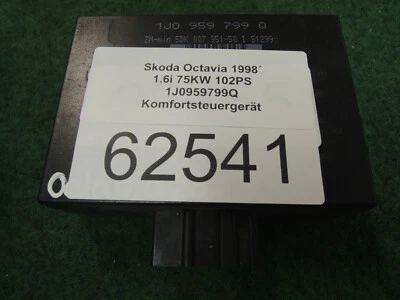 1J0 959 799 Q
Skoda Octavia 1998´
1.6i 75KW 102PS
1J0959799Q
Komfortsteuergerät
62541